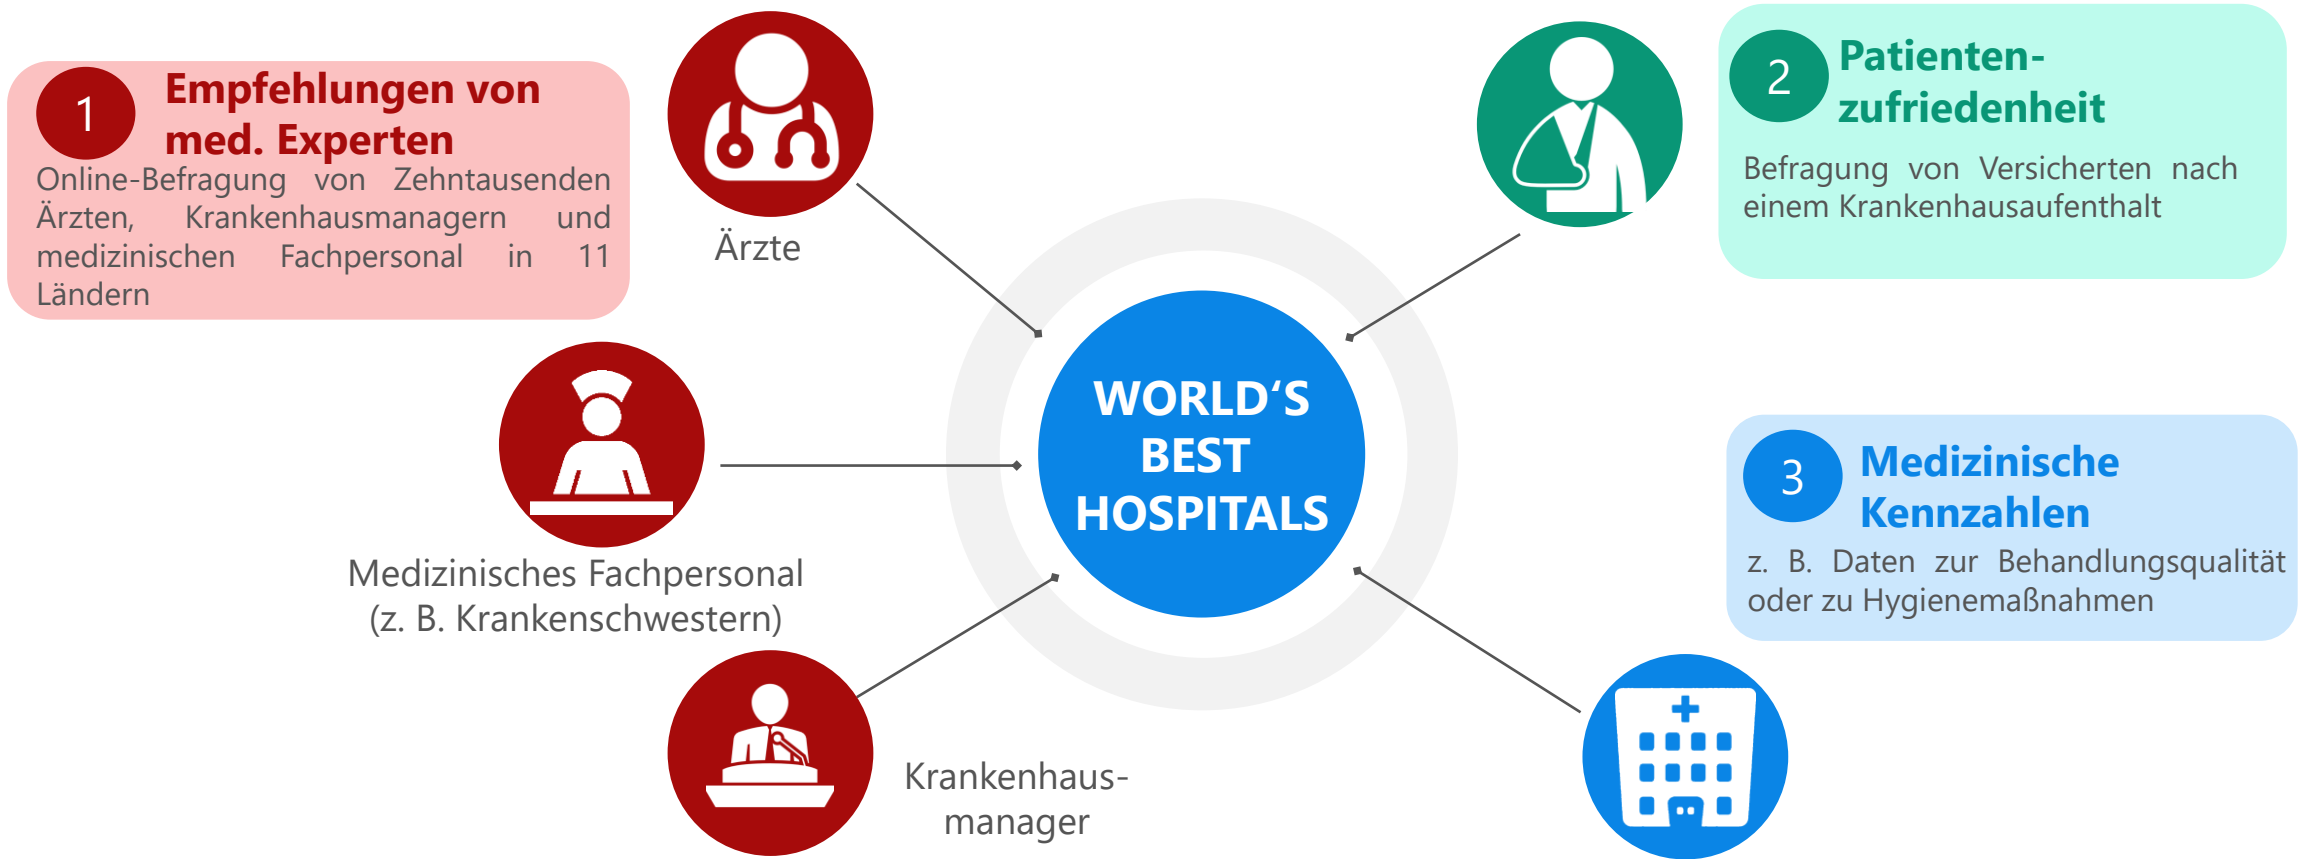 1
Empfehlungen von
med. Experten
Online-Befragung von Zehntausenden
Ärzten, Krankenhausmanagern und
medizinischen Fachpersonal in 11
Ländern
Ärzte
Medizinisches Fachpersonal
(z. B. Krankenschwestern)
Krankenhaus-
manager
WORLD‘S
BEST
HOSPITALS
2
Patienten-
zufriedenheit
Befragung von Versicherten nach
einem Krankenhausaufenthalt
3
Medizinische
Kennzahlen
z. B. Daten zur Behandlungsqualität
oder zu Hygienemaßnahmen